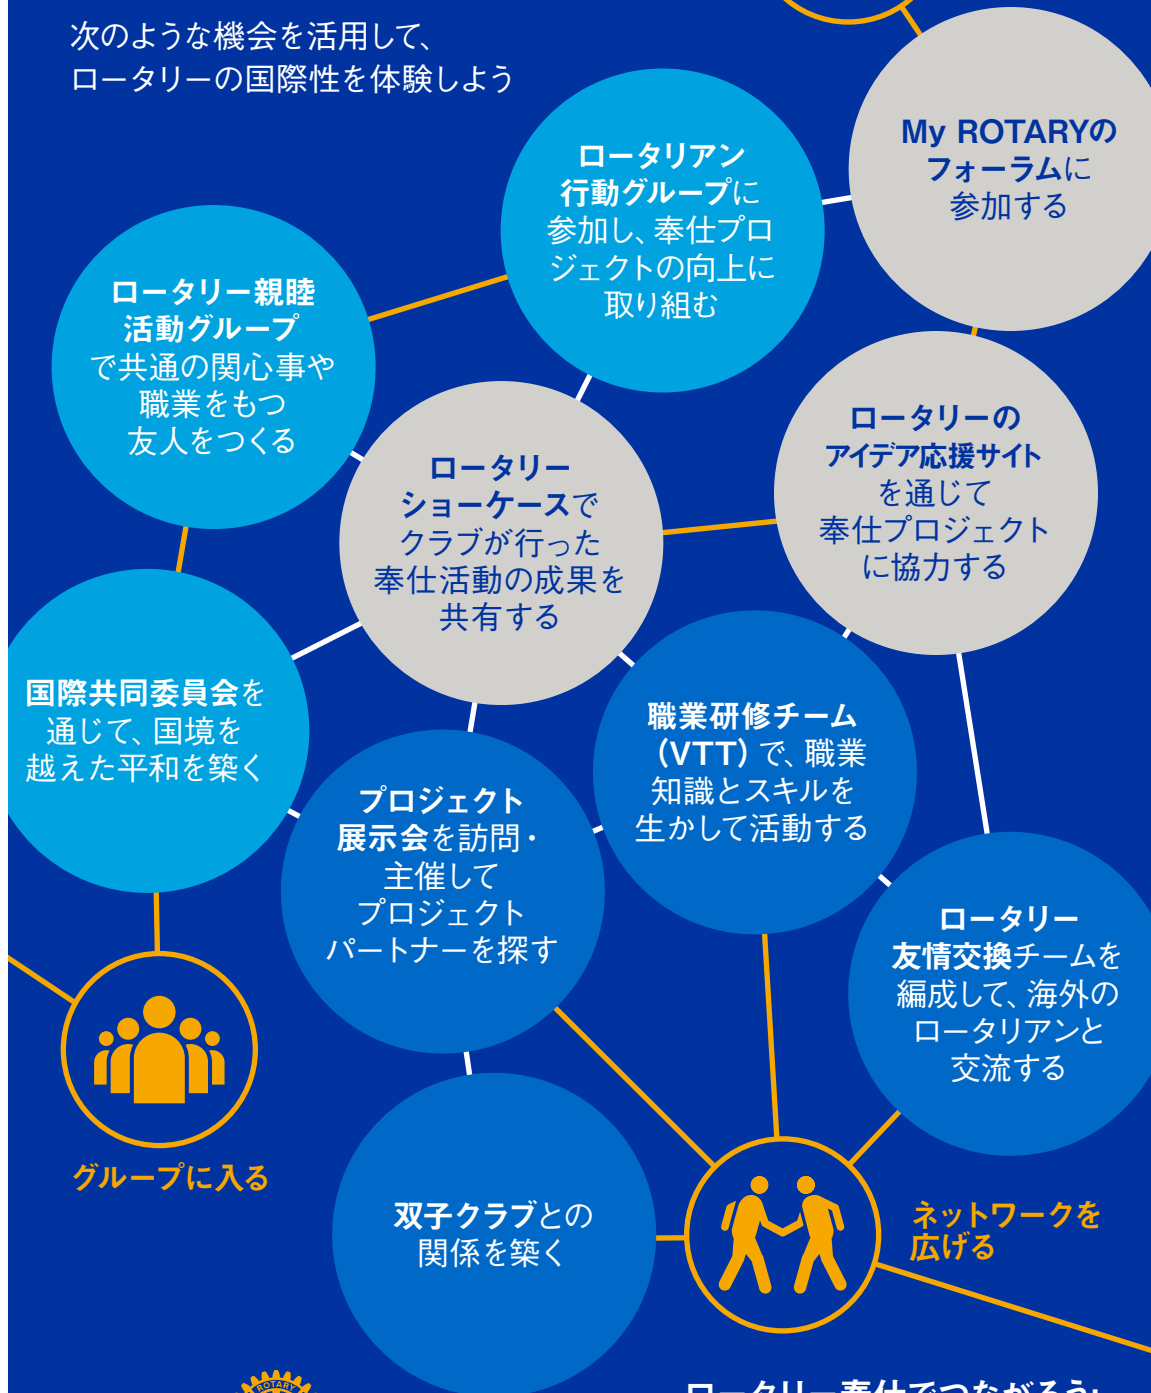 次のような機会を活用して、
ロータリーの国際性を体験しよう
My ROTARYの
フォーラムに
参加する
ロータリアン
行動グループに
参加し、奉仕プロ
ジェクトの向上に
取り組む
ロータリー親睦
活動グループ
で共通の関心事や
職業をもつ
友人をつくる
ロータリーの
アイデア応援サイト
を通じて
奉仕プロジェクト
に協力する
ロータリー
ショーケースで
クラブが行った
奉仕活動の成果を
共有する
国際共同委員会を
通じて、国境を
越えた平和を築く
職業研修チーム
（VTT）で、職業
知識とスキルを
生かして活動する
プロジェクト
展示会を訪問・
主催して
プロジェクト
パートナーを探す
ロータリー
友情交換チームを
編成して、海外の
ロータリアンと
交流する
グループに入る
双子クラブとの
関係を築く
ネットワークを
広げる
ROTARY
ロータリー奉仕でつながろう: